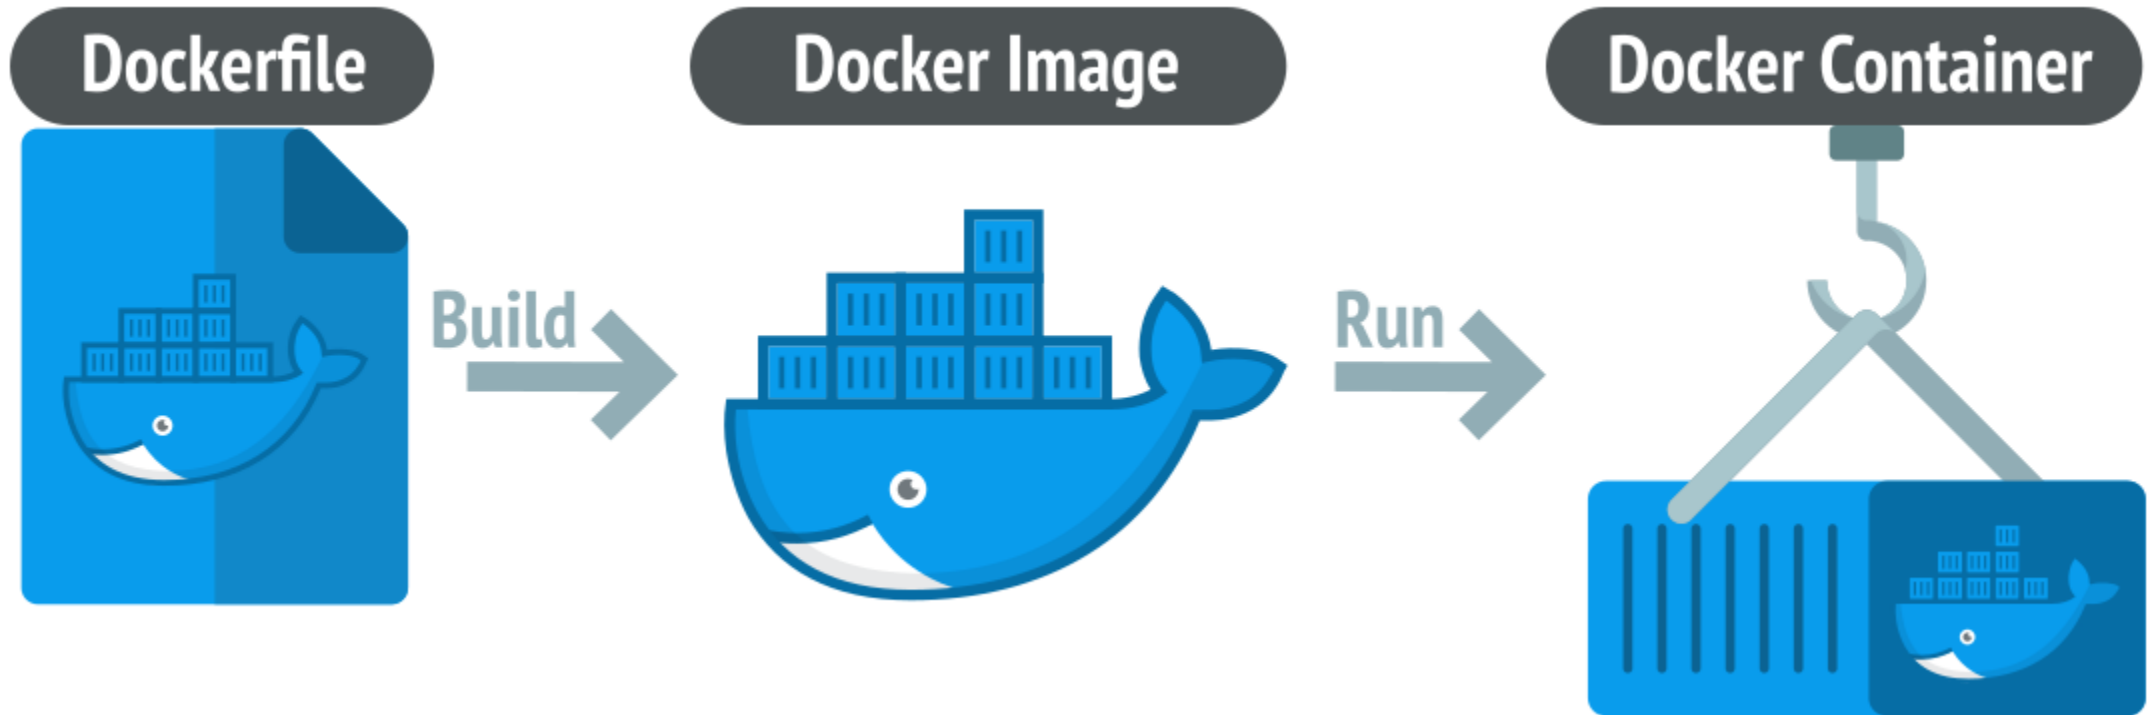 Dockerfile
Docker Image
Docker Container
Build
Run